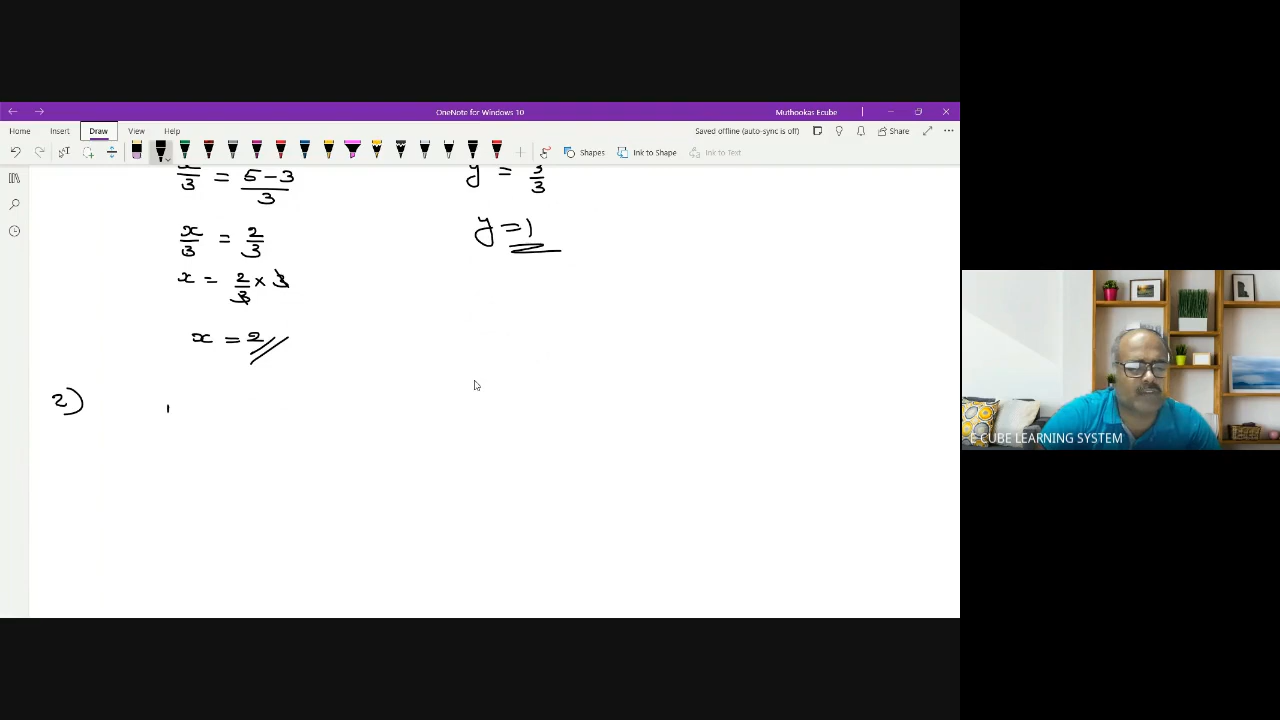 OneNote for Windows 10
Muthookas Ecube
Home Insert Draw View Help
Saved offline (auto-sync is off) Share
Shapes Ink to Shape Ink to Text
x/3 = (5-3)/3
y = 3/3
x/3 = 2/3
y = 1
x = 2/3 × 3
x = 2
2)
E CUBE LEARNING SYSTEM